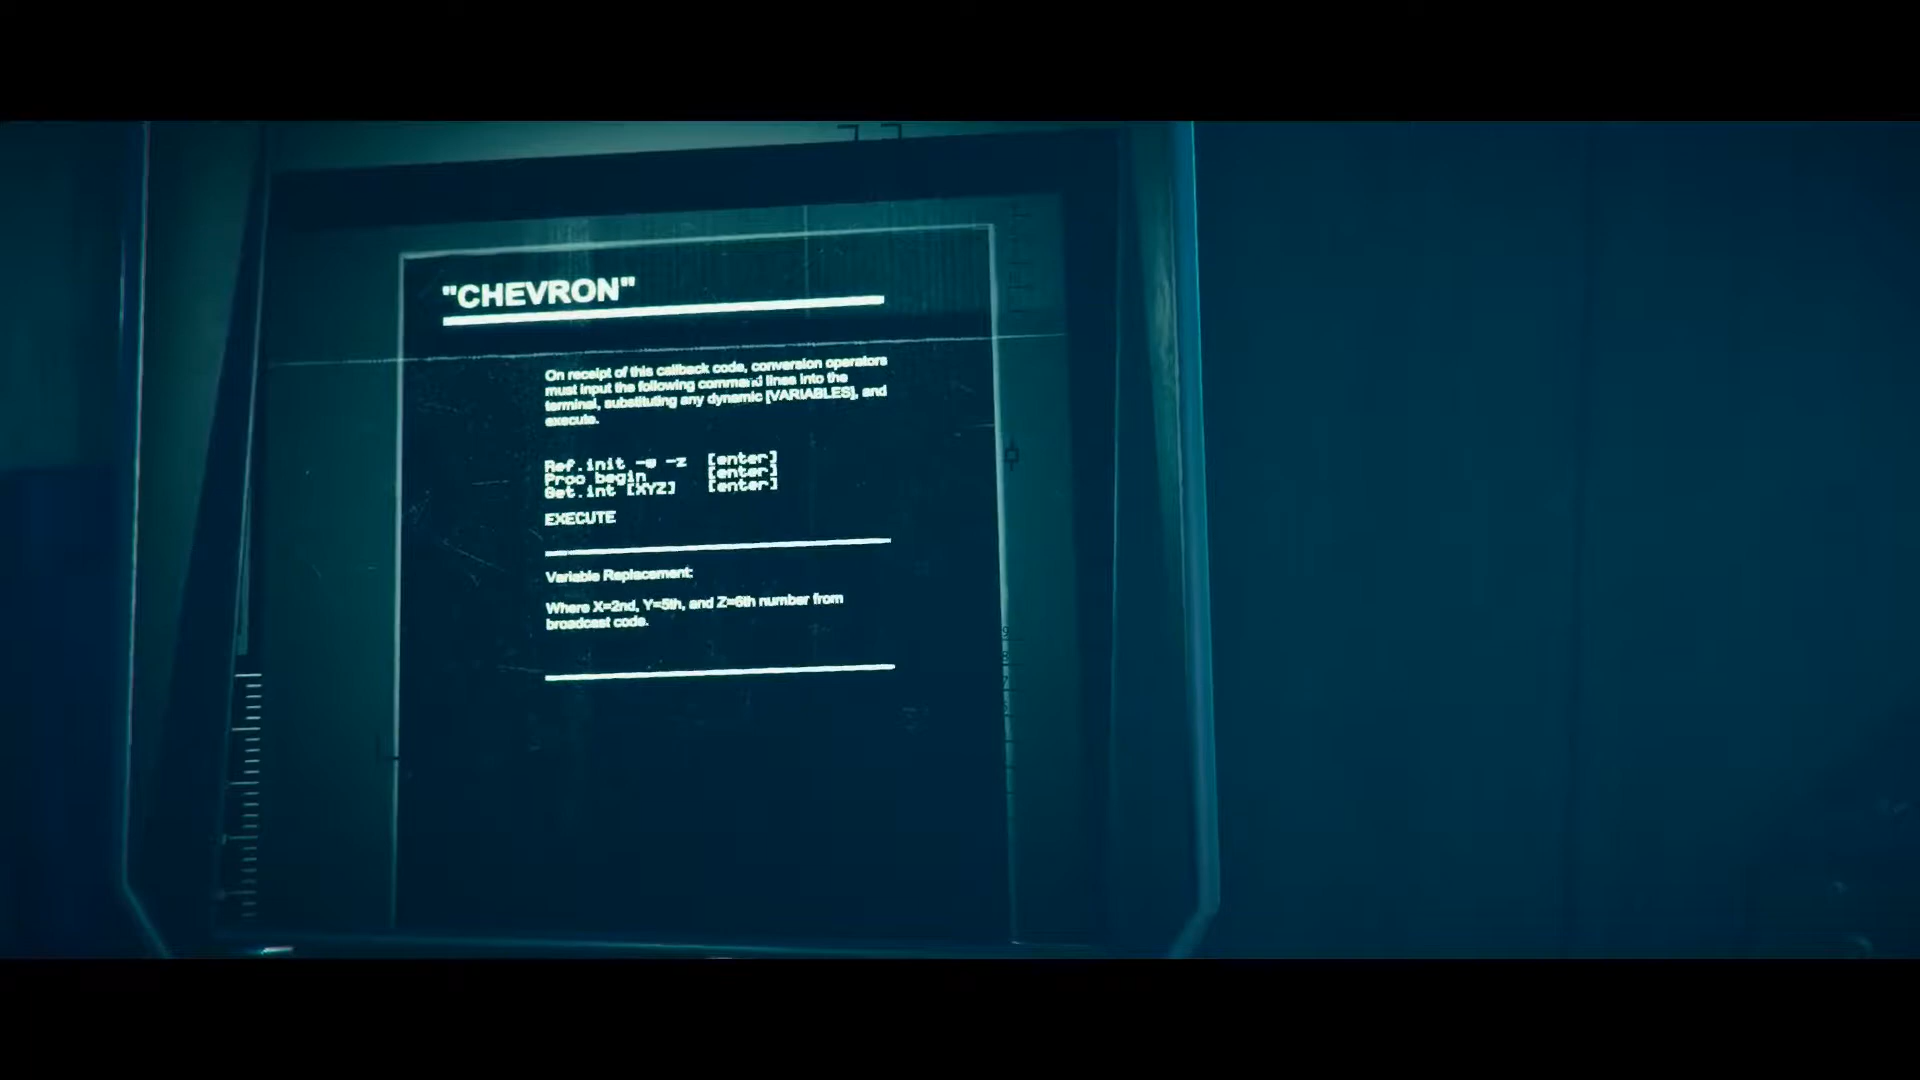 "CHEVRON"
On receipt of this callback code, conversion operators
must input the following command lines into the
terminal, substituting any dynamic [VARIABLES], and
execute.
Ref.init -w -z [enter]
Proc begin [enter]
Set.int [XYZ] [enter]
EXECUTE
Variable Replacement:
Where X=2nd, Y=5th, and Z=6th number from
broadcast code.